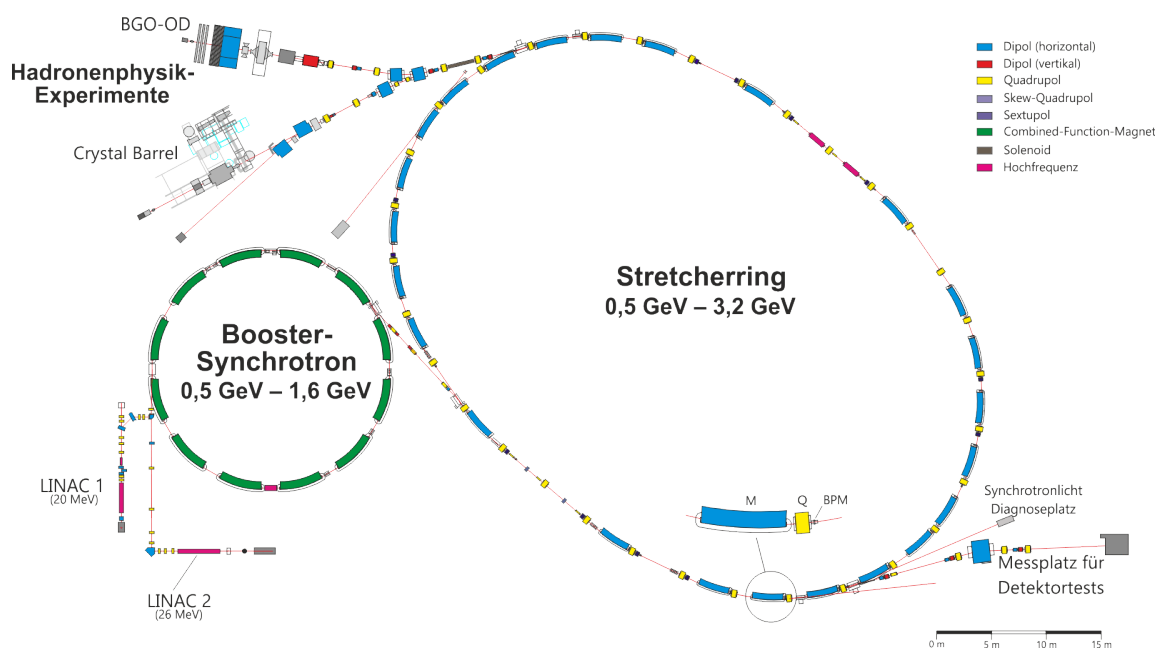 BGO-OD
Hadronenphysik-
Experimente
Crystal Barrel
Dipol (horizontal)
Dipol (vertikal)
Quadrupol
Skew-Quadrupol
Sextupol
Combined-Function-Magnet
Solenoid
Hochfrequenz
Stretcherring
0,5 GeV – 3,2 GeV
Booster-
Synchrotron
0,5 GeV – 1,6 GeV
LINAC 1
(20 MeV)
LINAC 2
(26 MeV)
M
Q
BPM
Synchrotronlicht
Diagnoseplatz
Messplatz für
Detektortests
0 m
5 m
10 m
15 m